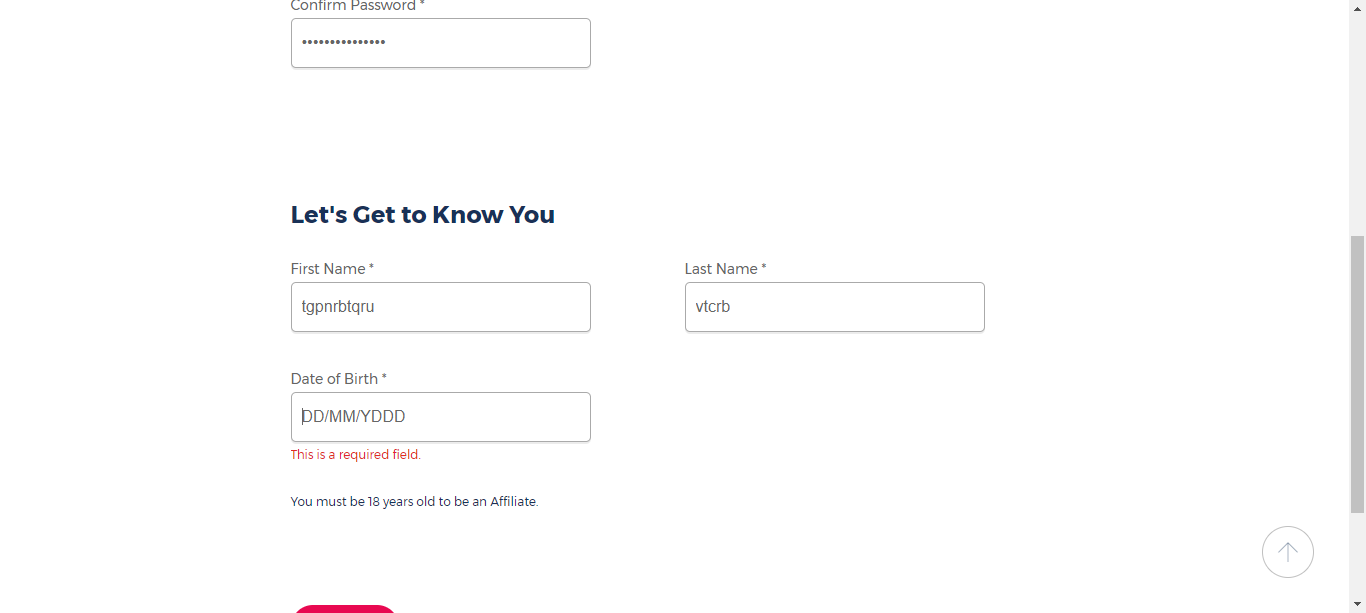 Confirm Password *
•••••••••••••••
Let's Get to Know You
First Name *
Last Name *
tgpnrbtqru
vtcrb
Date of Birth *
DD/MM/YDDD
This is a required field.
You must be 18 years old to be an Affiliate.